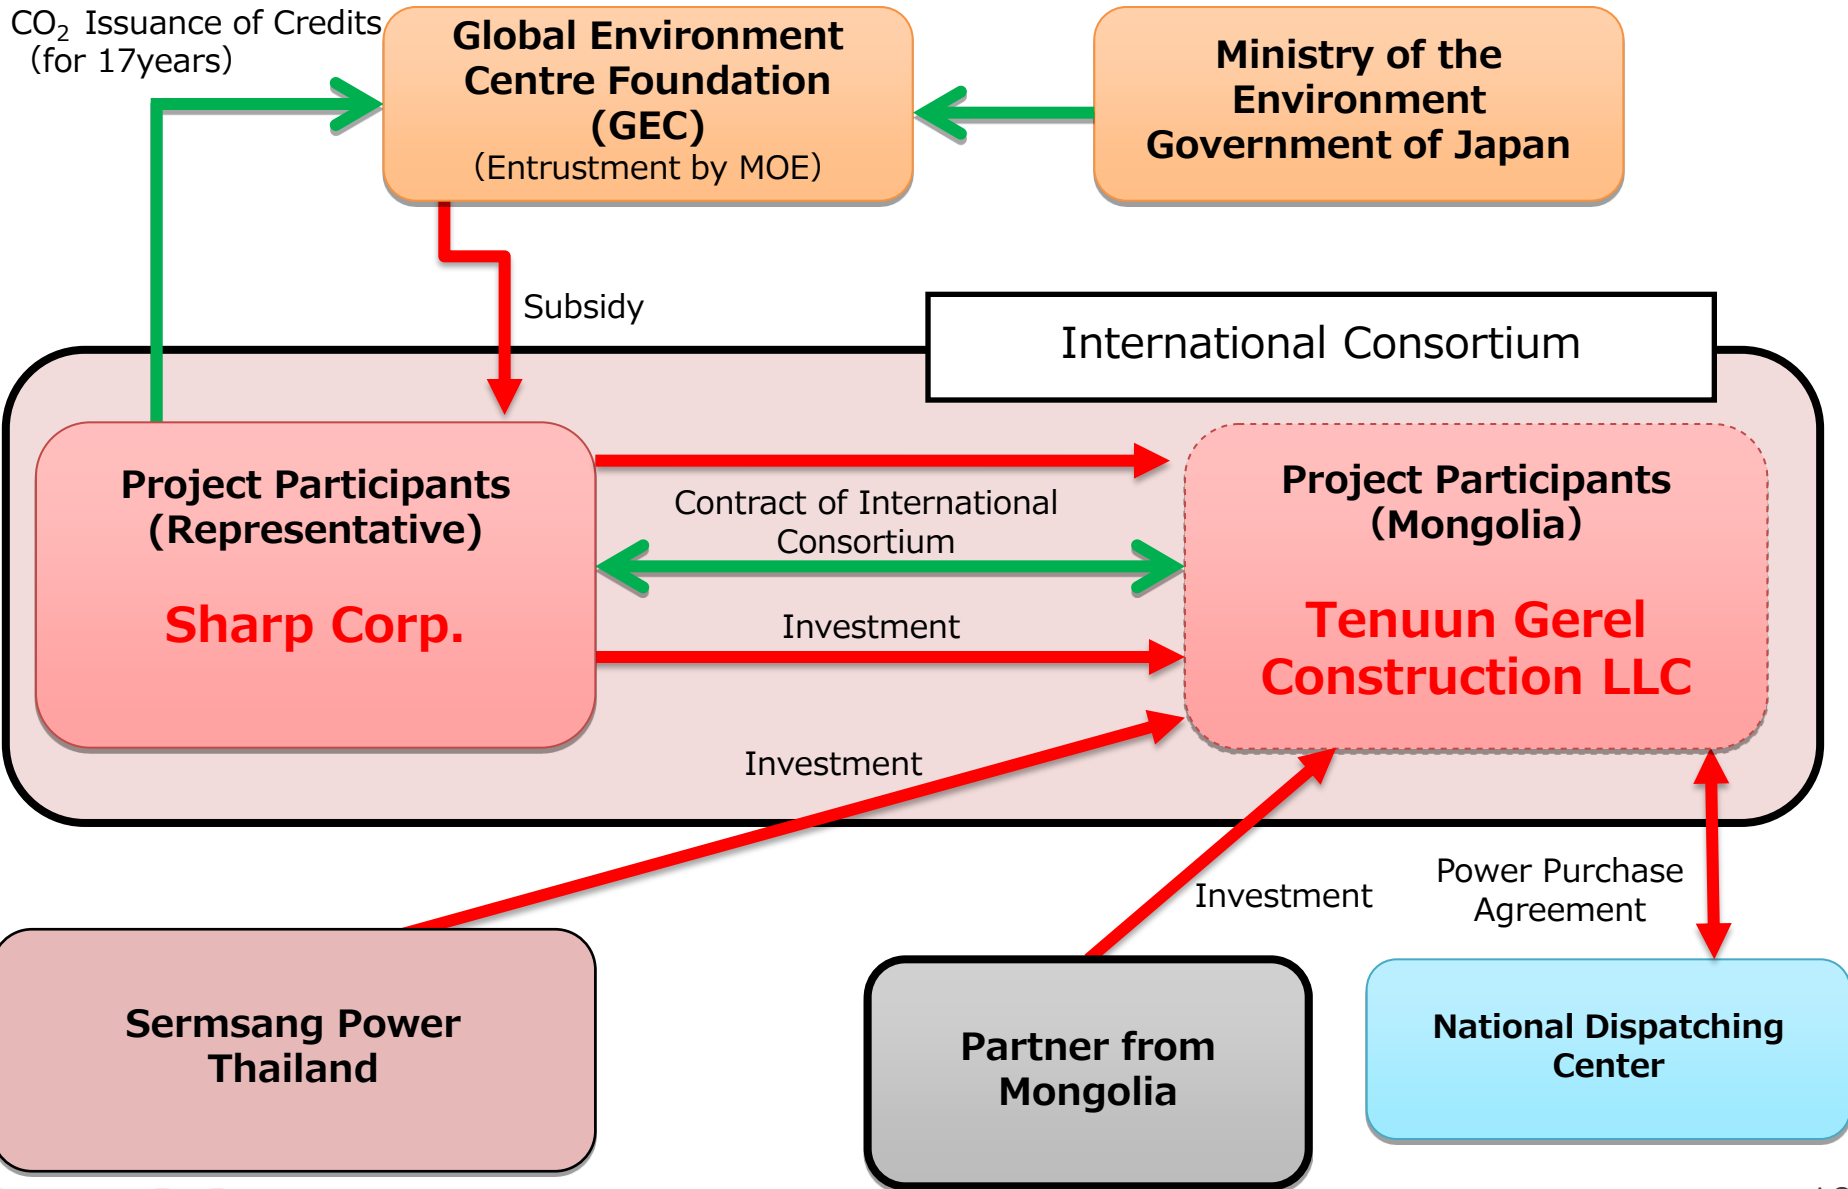 CO₂ Issuance of Credits
（for 17years）
Global Environment
Centre Foundation
(GEC)
（Entrustment by MOE）
Ministry of the
Environment
Government of Japan
Subsidy
International Consortium
Project Participants
(Representative)
Sharp Corp.
Contract of International
Consortium
Investment
Project Participants
（Mongolia）
Tenuun Gerel
Construction LLC
Investment
Investment
Power Purchase
Agreement
Sermsang Power
Thailand
Partner from
Mongolia
National Dispatching
Center